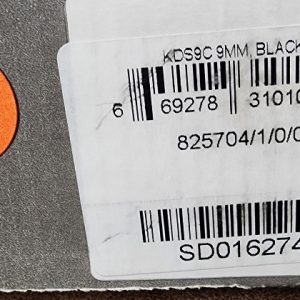 KDS9C 9MM, BLACK
6 69278 31010
825704/1/0/0
SD016274